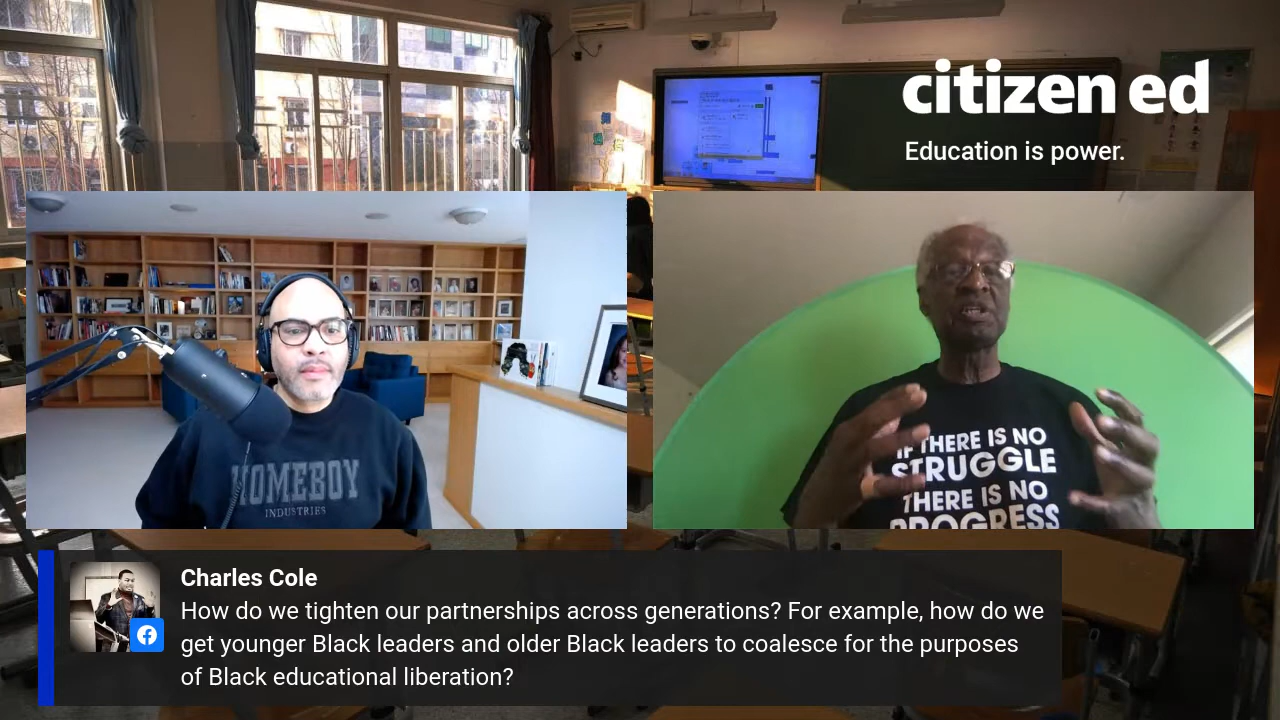 citizen ed
Education is power.
HOMEBOY
INDUSTRIES
IF THERE IS NO
STRUGGLE
THERE IS NO
PROGRESS
Charles Cole
How do we tighten our partnerships across generations? For example, how do we
get younger Black leaders and older Black leaders to coalesce for the purposes
of Black educational liberation?